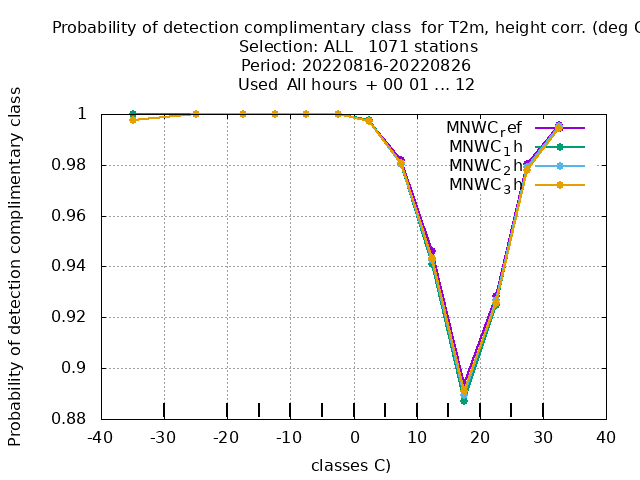 Probability of detection complimentary class  for T2m, height corr. (deg C
Selection: ALL   1071 stations
Period: 20220816-20220826
Used  All hours  + 00 01 ... 12
Probability of detection complimentary class
1
0.98
0.96
0.94
0.92
0.9
0.88
MNWC_ref
MNWC_1h
MNWC_2h
MNWC_3h
-40 -30 -20 -10 0 10 20 30 40
classes C)